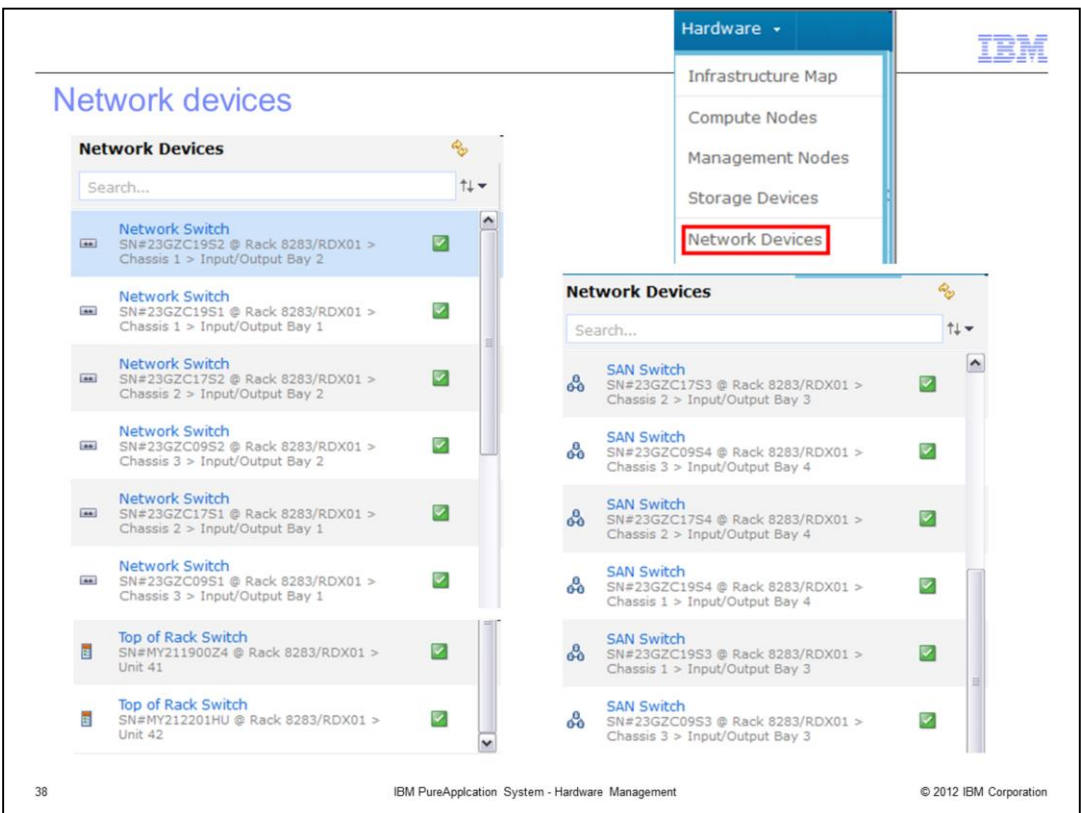 Hardware
IBM
Infrastructure Map
Compute Nodes
Management Nodes
Storage Devices
Network Devices
Network devices
Network Devices
Search...
Network Switch
SN#23GZC19S2 @ Rack 8283/RDX01 >
Chassis 1 > Input/Output Bay 2
Network Switch
SN#23GZC19S1 @ Rack 8283/RDX01 >
Chassis 1 > Input/Output Bay 1
Network Switch
SN#23GZC17S2 @ Rack 8283/RDX01 >
Chassis 2 > Input/Output Bay 2
Network Switch
SN#23GZC09S2 @ Rack 8283/RDX01 >
Chassis 3 > Input/Output Bay 2
Network Switch
SN#23GZC17S1 @ Rack 8283/RDX01 >
Chassis 2 > Input/Output Bay 1
Network Switch
SN#23GZC09S1 @ Rack 8283/RDX01 >
Chassis 3 > Input/Output Bay 1
Top of Rack Switch
SN#MY211900Z4 @ Rack 8283/RDX01 >
Unit 41
Top of Rack Switch
SN#MY212201HU @ Rack 8283/RDX01 >
Unit 42
Network Devices
Search...
SAN Switch
SN#23GZC17S3 @ Rack 8283/RDX01 >
Chassis 2 > Input/Output Bay 3
SAN Switch
SN#23GZC09S4 @ Rack 8283/RDX01 >
Chassis 3 > Input/Output Bay 4
SAN Switch
SN#23GZC17S4 @ Rack 8283/RDX01 >
Chassis 2 > Input/Output Bay 4
SAN Switch
SN#23GZC19S4 @ Rack 8283/RDX01 >
Chassis 1 > Input/Output Bay 4
SAN Switch
SN#23GZC19S3 @ Rack 8283/RDX01 >
Chassis 1 > Input/Output Bay 3
SAN Switch
SN#23GZC09S3 @ Rack 8283/RDX01 >
Chassis 3 > Input/Output Bay 3
38
IBM PureApplcation System - Hardware Management
© 2012 IBM Corporation